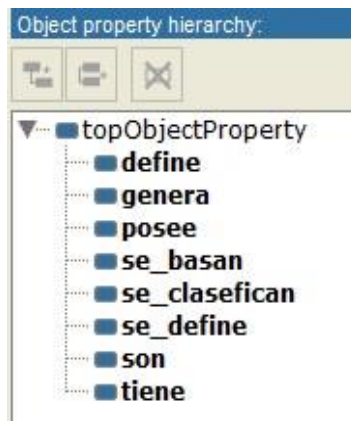 Object property hierarchy:
topObjectProperty
define
genera
posee
se_basan
se_clasefican
se_define
son
tiene